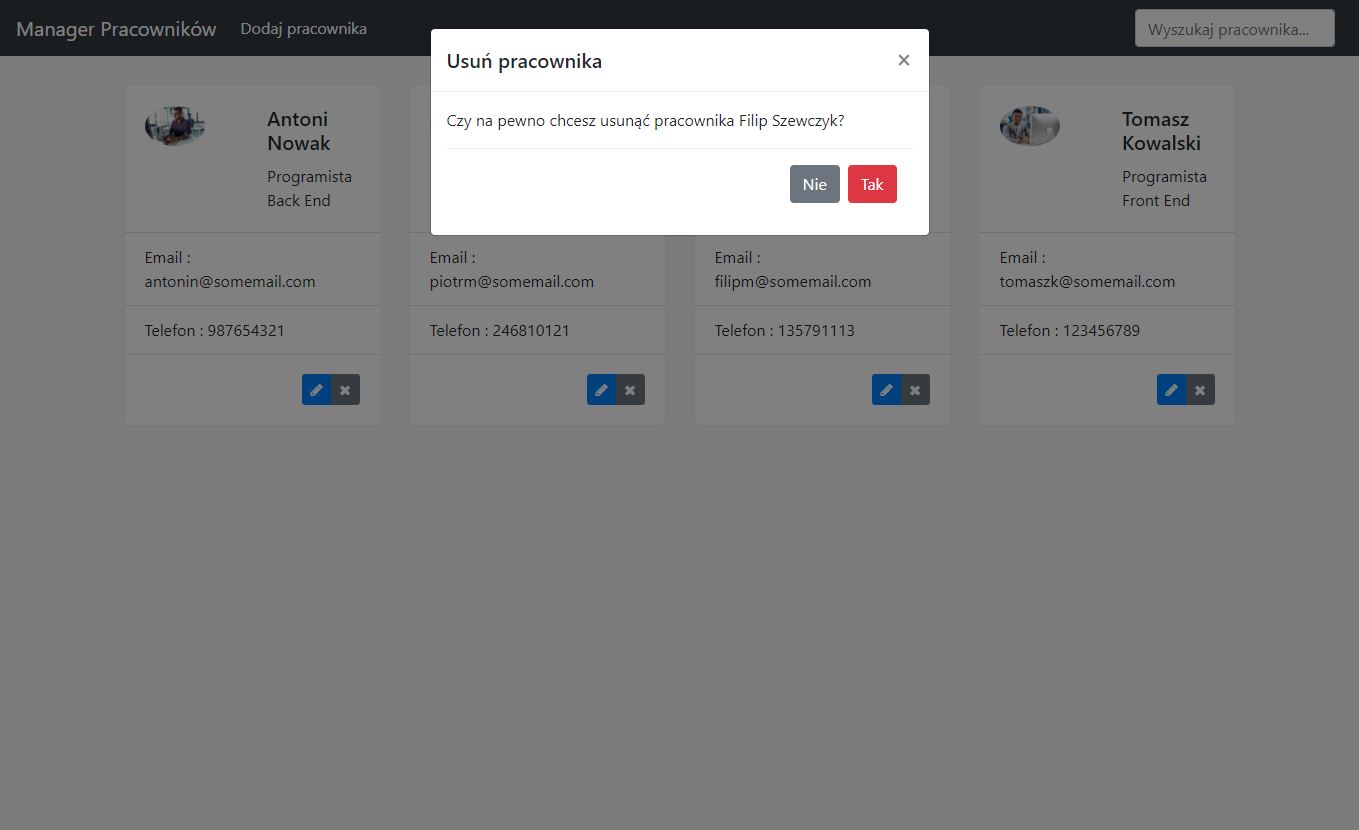 Manager Pracowników
Dodaj pracownika
Wyszukaj pracownika...
Usuń pracownika
×
Czy na pewno chcesz usunąć pracownika Filip Szewczyk?
Nie
Tak
Antoni
Nowak
Programista
Back End
Email :
antonin@somemail.com
Telefon : 987654321
Email :
piotrm@somemail.com
Telefon : 246810121
Email :
filipm@somemail.com
Telefon : 135791113
Tomasz
Kowalski
Programista
Front End
Email :
tomaszk@somemail.com
Telefon : 123456789